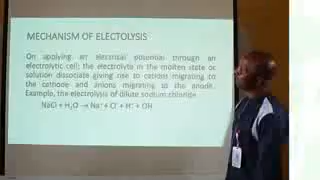 MECHANISM OF ELECTOLYSIS
On applying an electrical potential through an
electrolytic cell; the electrolyte in the molten state or
solution dissociate giving rise to cations migrating to
the cathode and anions migrating to the anode.
Example, the electrolysis of dilute sodium chloride
NaCl + H₂O → Na⁺ + Cl⁻ + H⁺ + OH